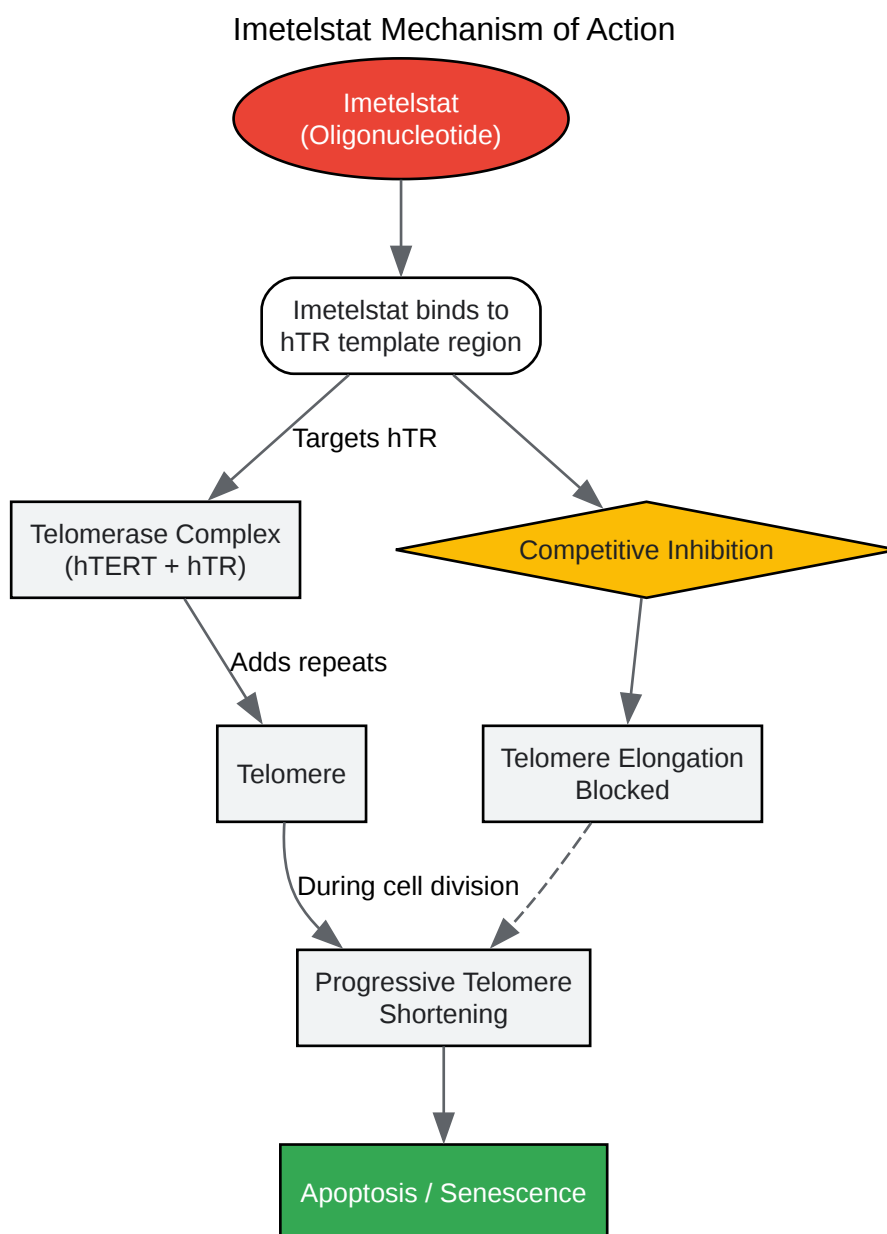 Imetelstat Mechanism of Action
Imetelstat
(Oligonucleotide)
Imetelstat binds to
hTR template region
Targets hTR
Telomerase Complex
(hTERT + hTR)
Competitive Inhibition
Adds repeats
Telomere
Telomere Elongation
Blocked
During cell division
Progressive Telomere
Shortening
Apoptosis / Senescence